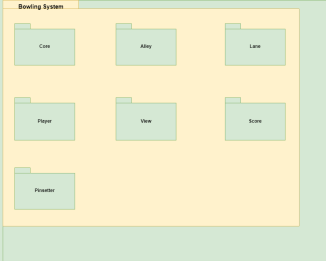 Bowling System
Core
Alley
Lane
Player
View
Score
Pinsetter